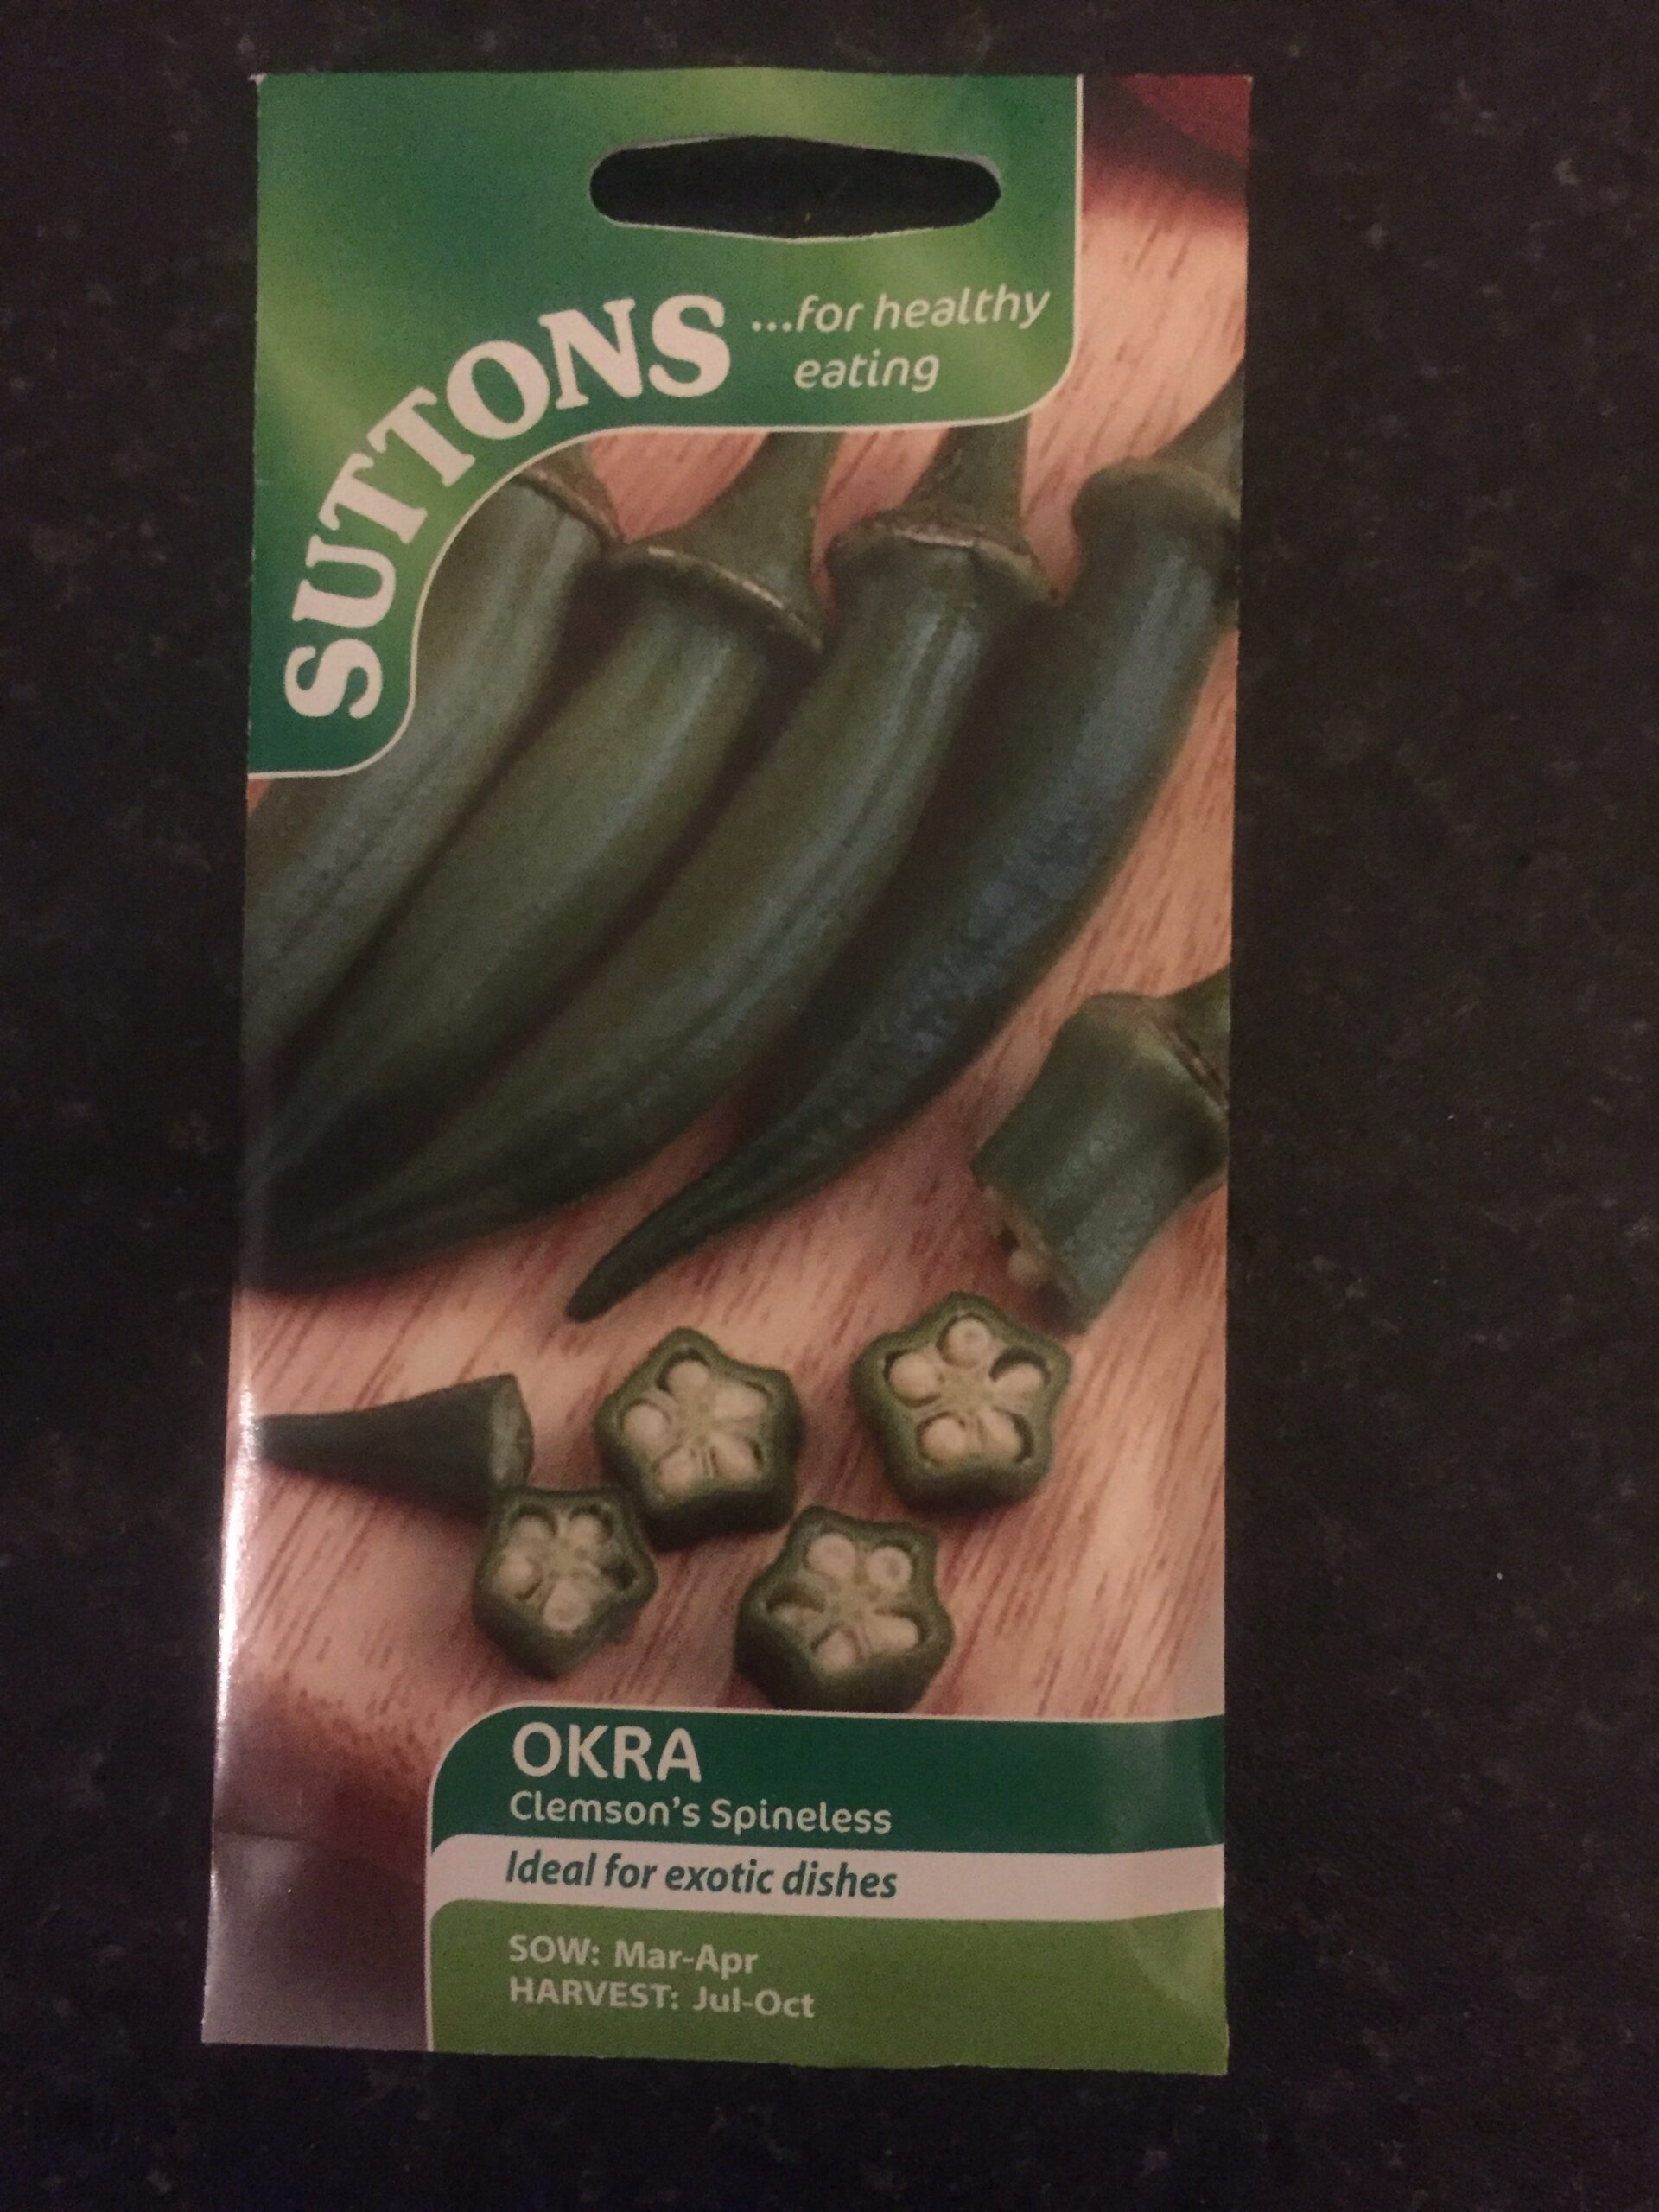 SUTTONS
...for healthy
eating
OKRA
Clemson's Spineless
Ideal for exotic dishes
SOW: Mar-Apr
HARVEST: Jul-Oct